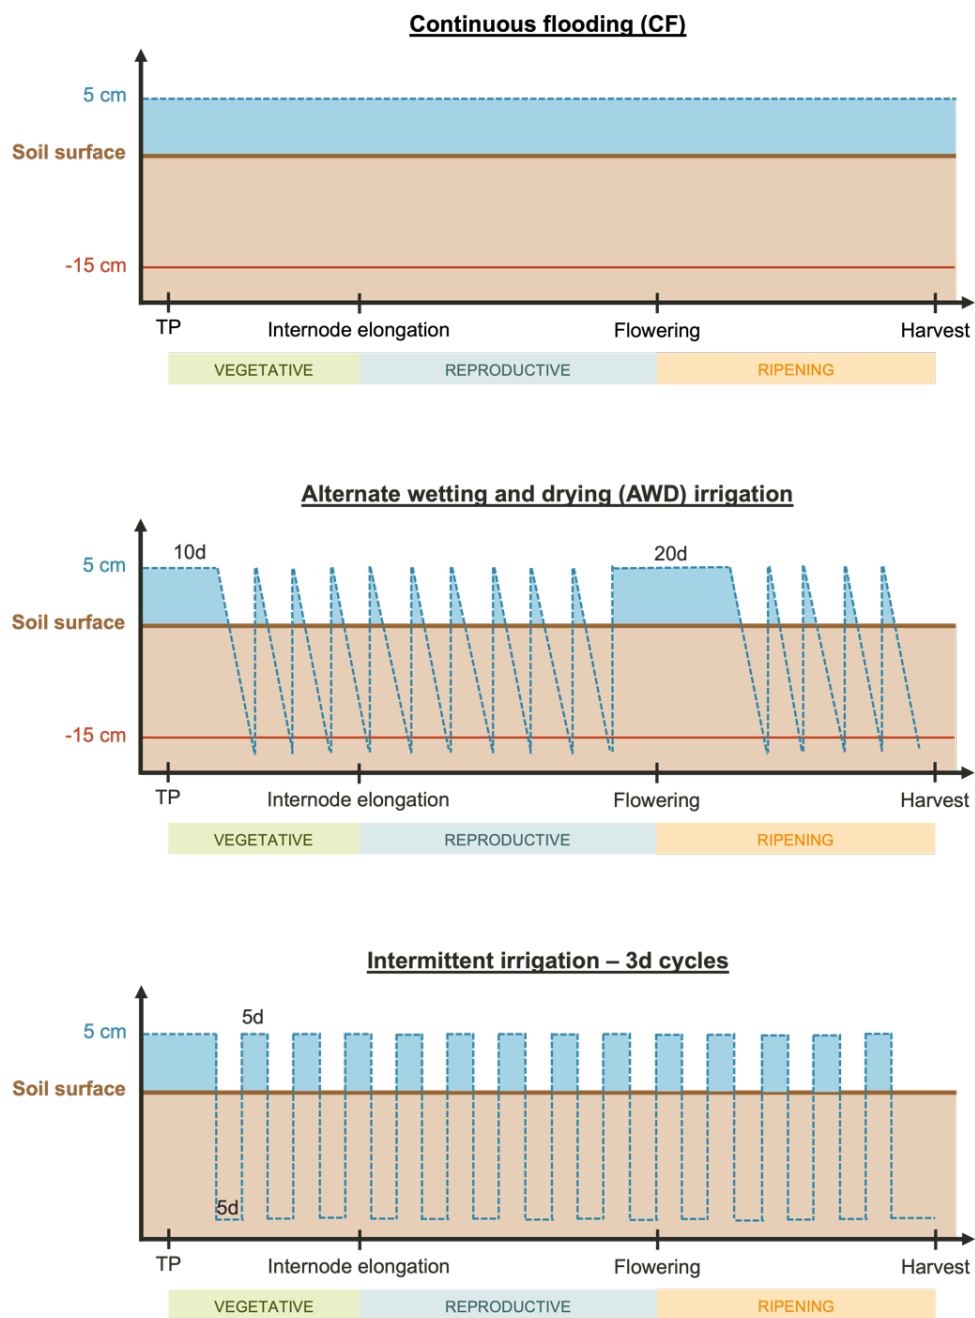 Continuous flooding (CF)
5 cm
Soil surface
-15 cm
TP Internode elongation Flowering Harvest
VEGETATIVE REPRODUCTIVE RIPENING
Alternate wetting and drying (AWD) irrigation
10d 20d
5 cm
Soil surface
-15 cm
TP Internode elongation Flowering Harvest
VEGETATIVE REPRODUCTIVE RIPENING
Intermittent irrigation – 3d cycles
5d
5 cm
Soil surface
5d
TP Internode elongation Flowering Harvest
VEGETATIVE REPRODUCTIVE RIPENING